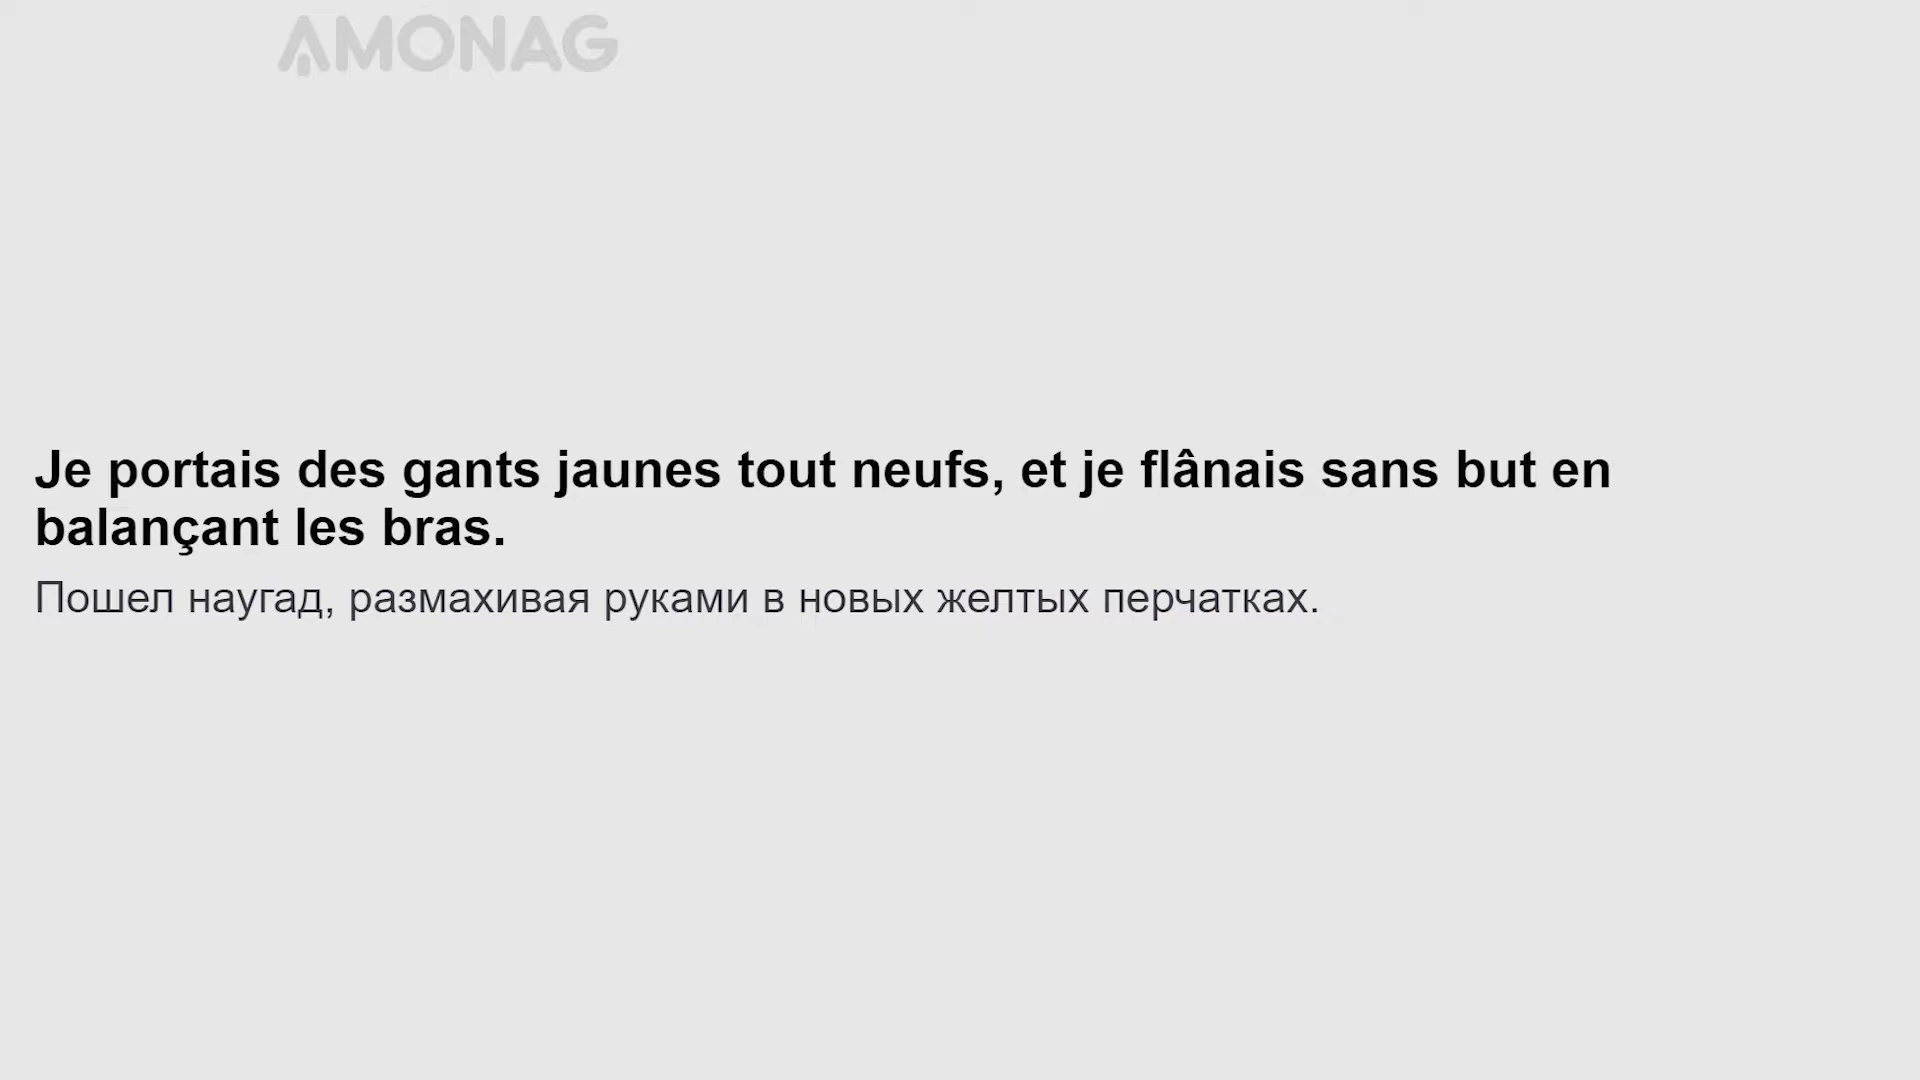 AMONAG
Je portais des gants jaunes tout neufs, et je flânais sans but en
balançant les bras.
Пошел наугад, размахивая руками в новых желтых перчатках.